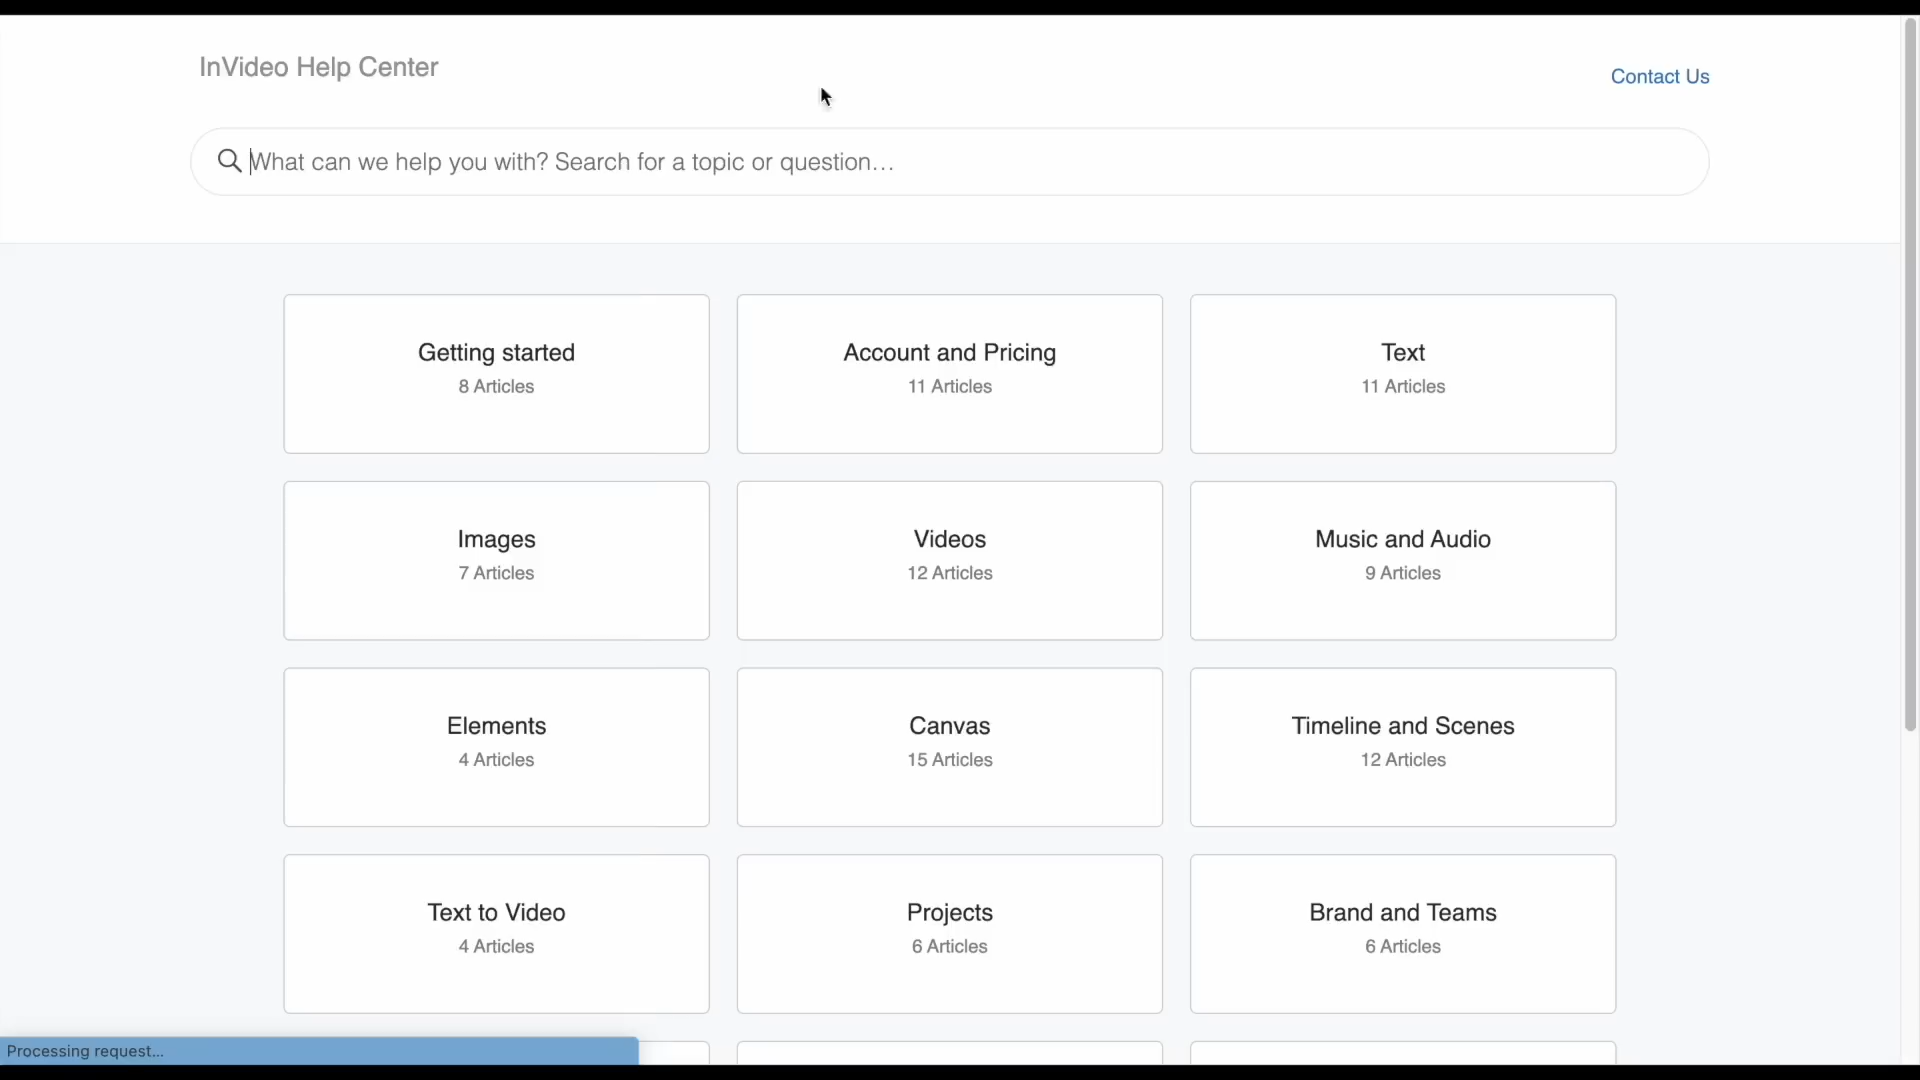 InVideo Help Center
Contact Us
What can we help you with? Search for a topic or question…
Getting started
8 Articles
Account and Pricing
11 Articles
Text
11 Articles
Images
7 Articles
Videos
12 Articles
Music and Audio
9 Articles
Elements
4 Articles
Canvas
15 Articles
Timeline and Scenes
12 Articles
Text to Video
4 Articles
Projects
6 Articles
Brand and Teams
6 Articles
Processing request...